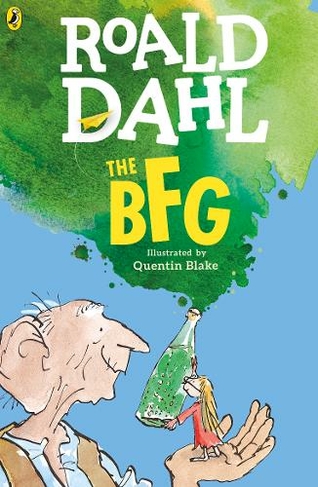 ROALD
DAHL
THE
BFG
Illustrated by
Quentin Blake